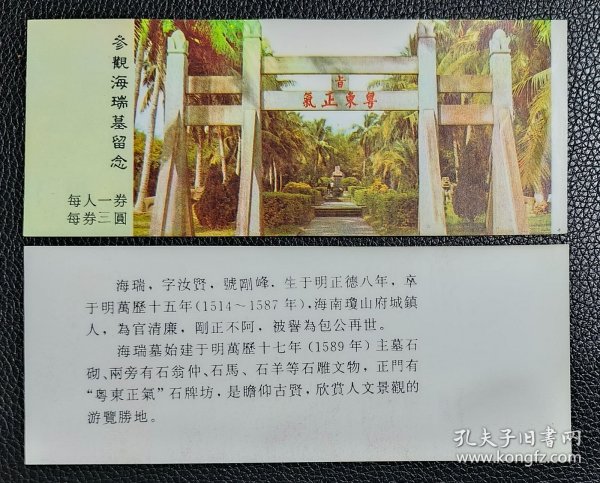 參觀海瑞墓留念
每人一券
每券三圓
旨
粵東正氣
海瑞，字汝賢，號剛峰，生于明正德八年，卒
于明萬歷十五年(1514～1587年)，海南瓊山府城鎮
人，為官清廉，剛正不阿，被譽為包公再世。
海瑞墓始建于明萬歷十七年(1589年)主墓石
砌、兩旁有石翁仲、石馬、石羊等石雕文物，正門有
“粵東正氣”石牌坊，是瞻仰古賢，欣賞人文景觀的
游覽勝地。
孔夫子旧书网
www.kongfz.com